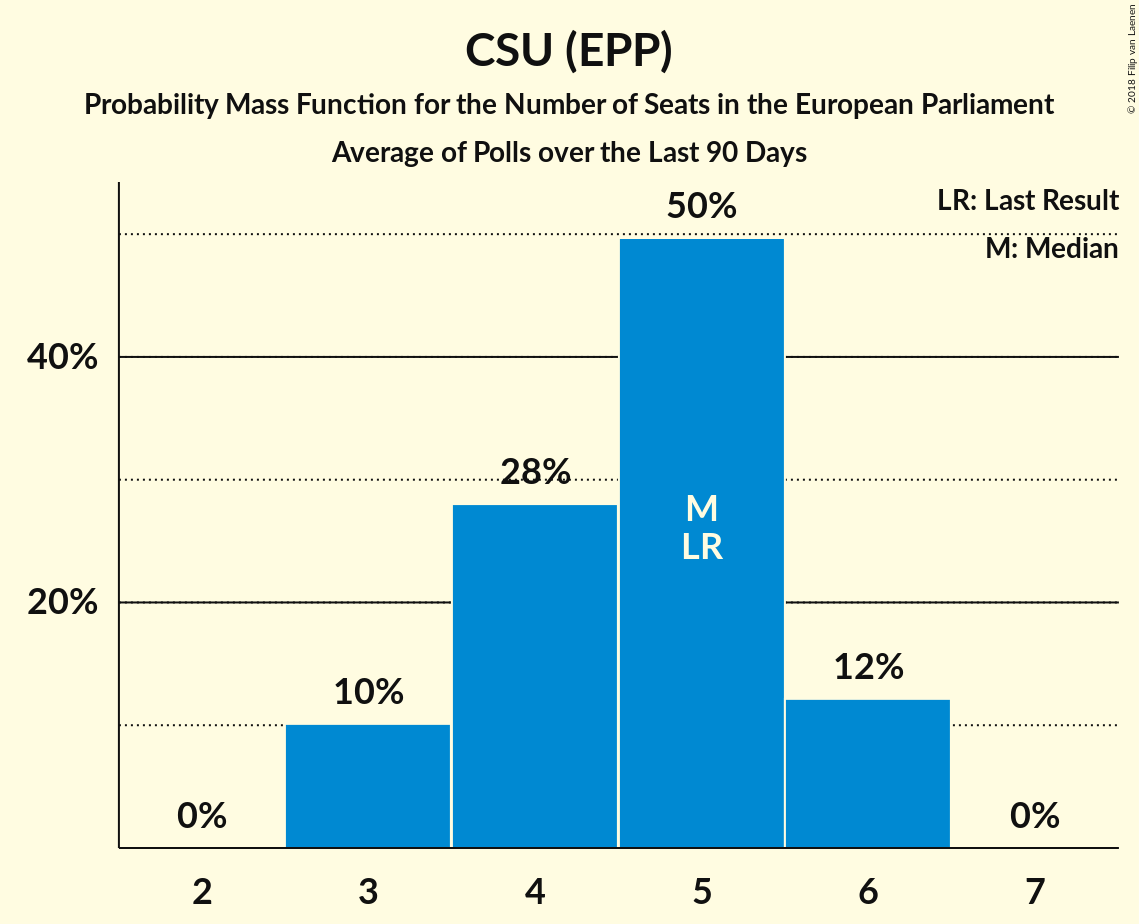 CSU (EPP)
Probability Mass Function for the Number of Seats in the European Parliament
Average of Polls over the Last 90 Days
© 2018 Filip van Laenen
LR: Last Result
M: Median
50%
40%
28%
M
LR
20%
12%
10%
0%
0%
2
3
4
5
6
7